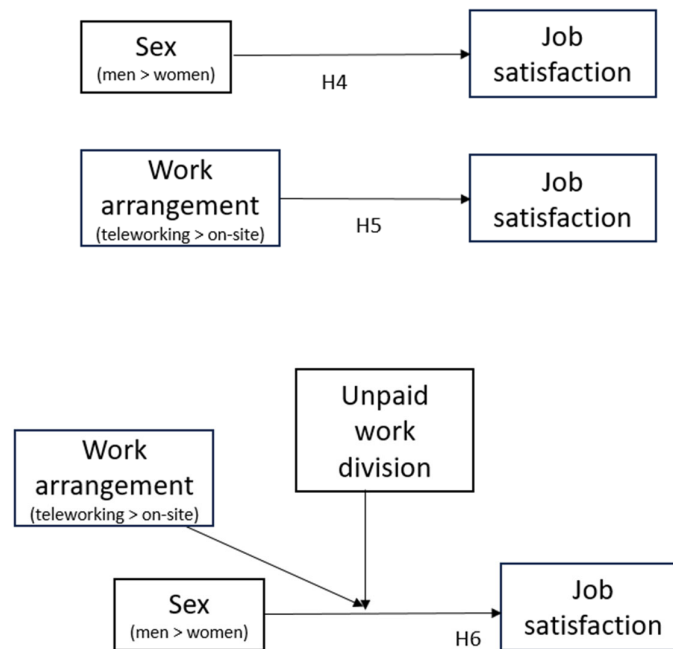 Sex
(men > women)
H4
Job
satisfaction
Work
arrangement
(teleworking > on-site)
H5
Job
satisfaction
Unpaid
work
division
Work
arrangement
(teleworking > on-site)
Sex
(men > women)
H6
Job
satisfaction